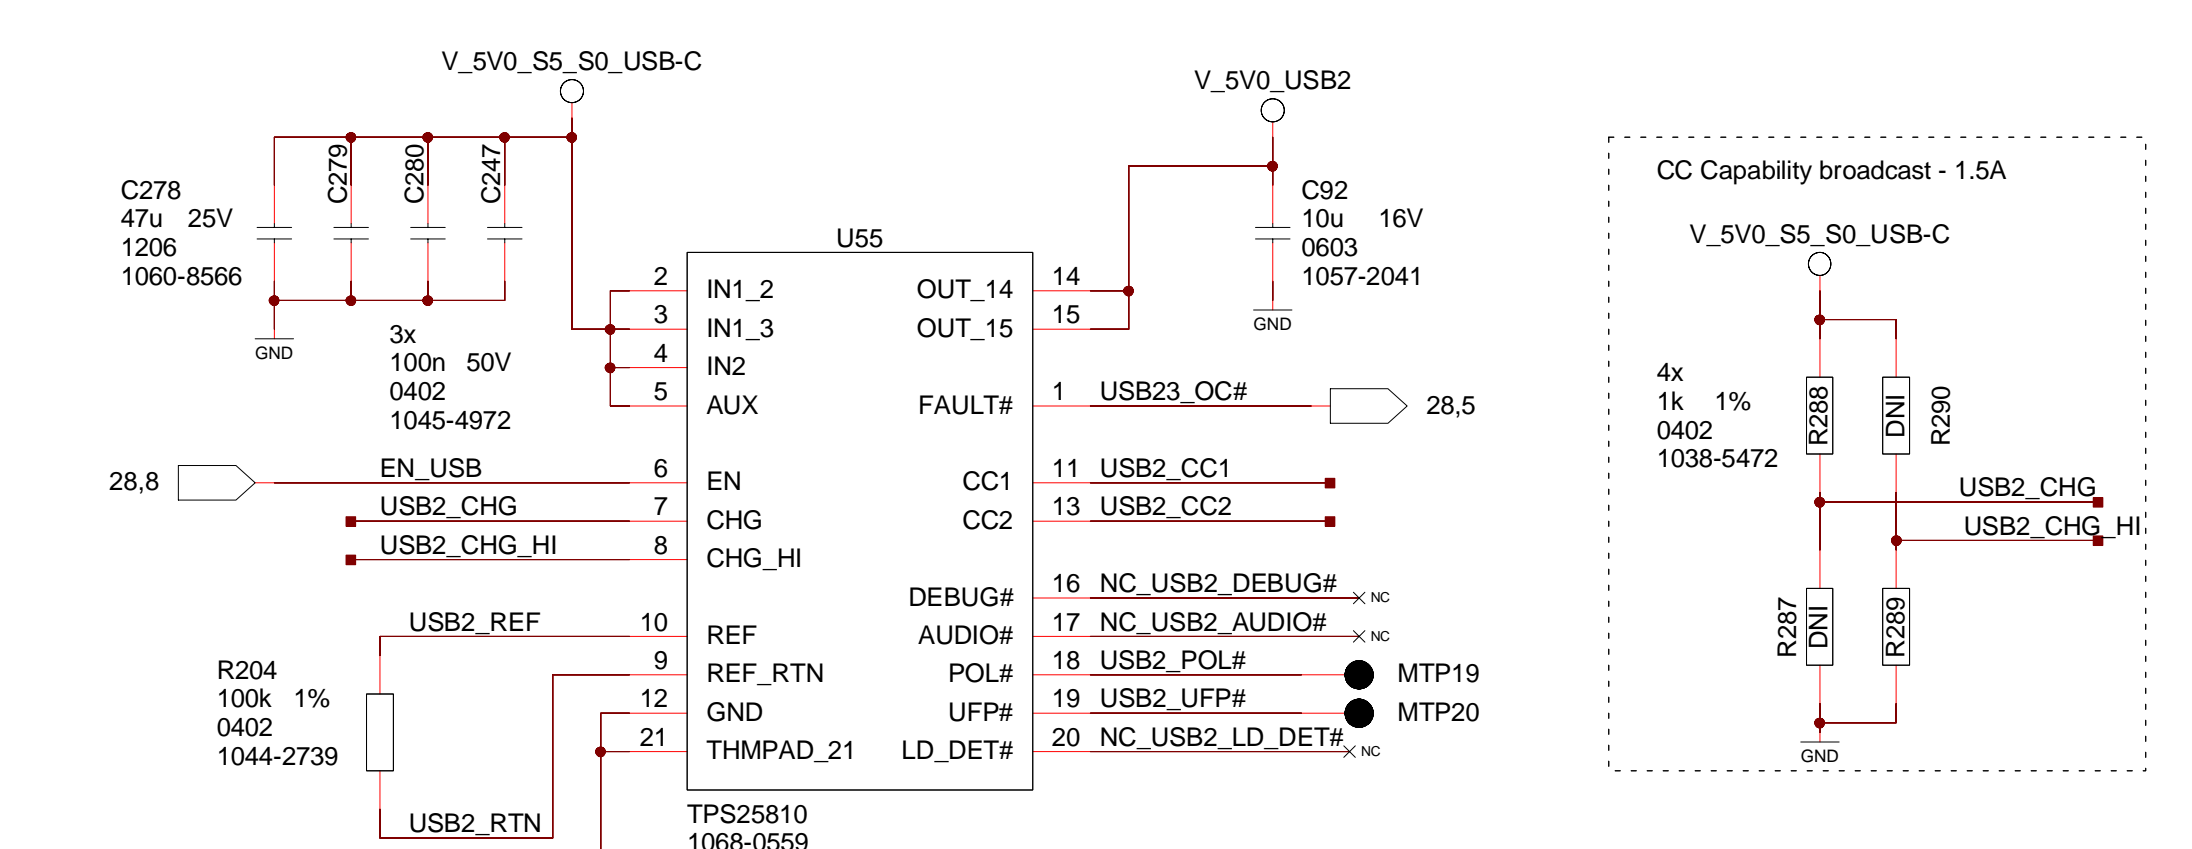 V_5V0_S5_S0_USB-C
C278
47u 25V
1206
1060-8566
C279
C280
C247
GND
3x
100n 50V
0402
1045-4972
28,8
EN_USB
USB2_CHG
USB2_CHG_HI
USB2_REF
R204
100k 1%
0402
1044-2739
USB2_RTN
U55
2 IN1_2
3 IN1_3
4 IN2
5 AUX
6 EN
7 CHG
8 CHG_HI
10 REF
9 REF_RTN
12 GND
21 THMPAD_21
OUT_14 14
OUT_15 15
FAULT# 1 USB23_OC# 28,5
CC1 11 USB2_CC1
CC2 13 USB2_CC2
DEBUG# 16 NC_USB2_DEBUG# NC
AUDIO# 17 NC_USB2_AUDIO# NC
POL# 18 USB2_POL# MTP19
UFP# 19 USB2_UFP# MTP20
LD_DET# 20 NC_USB2_LD_DET# NC
TPS25810
1068-0559
V_5V0_USB2
C92
10u 16V
0603
1057-2041
GND
CC Capability broadcast - 1.5A
V_5V0_S5_S0_USB-C
4x
1k 1%
0402
1038-5472
R288
DNI
R290
USB2_CHG
USB2_CHG_HI
R287
DNI
R289
GND